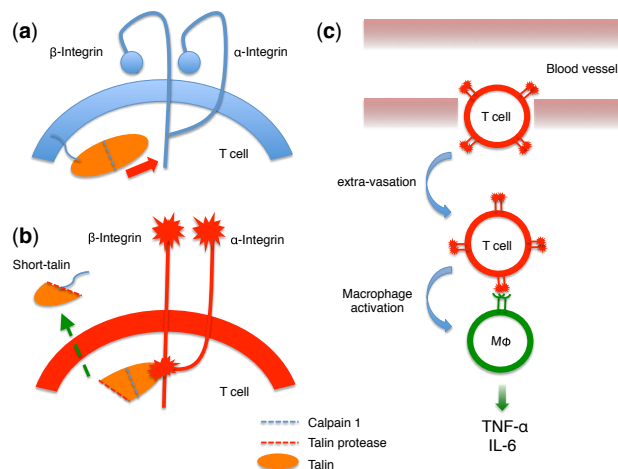 (a)
β-Integrin
α-Integrin
T cell
(b)
β-Integrin
α-Integrin
Short-talin
T cell
Calpain 1
Talin protease
Talin
(c)
Blood vessel
T cell
extra-vasation
T cell
Macrophage
activation
MΦ
TNF-α
IL-6